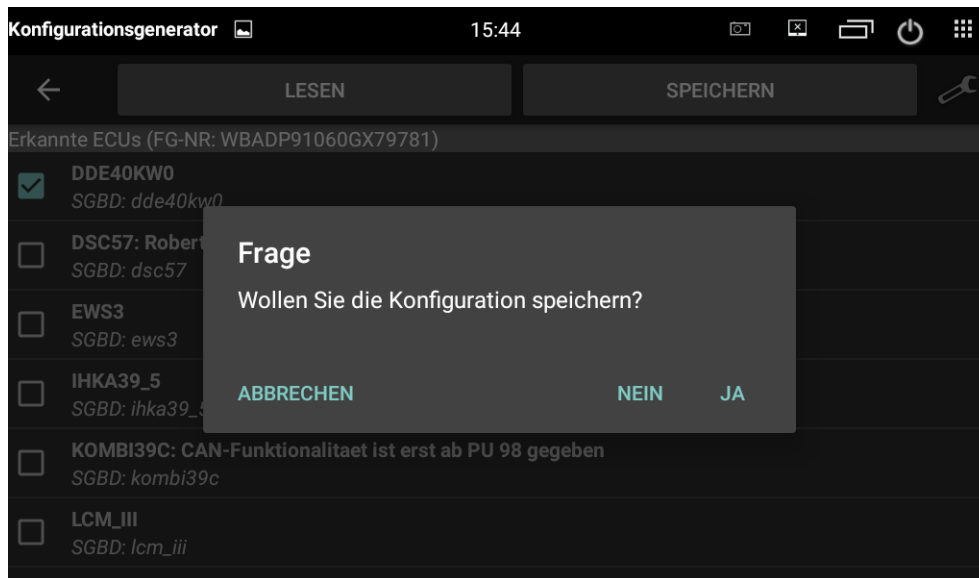 Konfigurationsgenerator 15:44
LESEN SPEICHERN
Erkannte ECUs (FG-NR: WBADP91060GX79781)
DDE40KW0
SGBD: dde40kw0
DSC57: Robert
SGBD: dsc57
EWS3
SGBD: ews3
IHKA39_5
SGBD: ihka39_5
KOMBI39C: CAN-Funktionalitaet ist erst ab PU 98 gegeben
SGBD: kombi39c
LCM_III
SGBD: lcm_iii
Frage
Wollen Sie die Konfiguration speichern?
ABBRECHEN NEIN JA